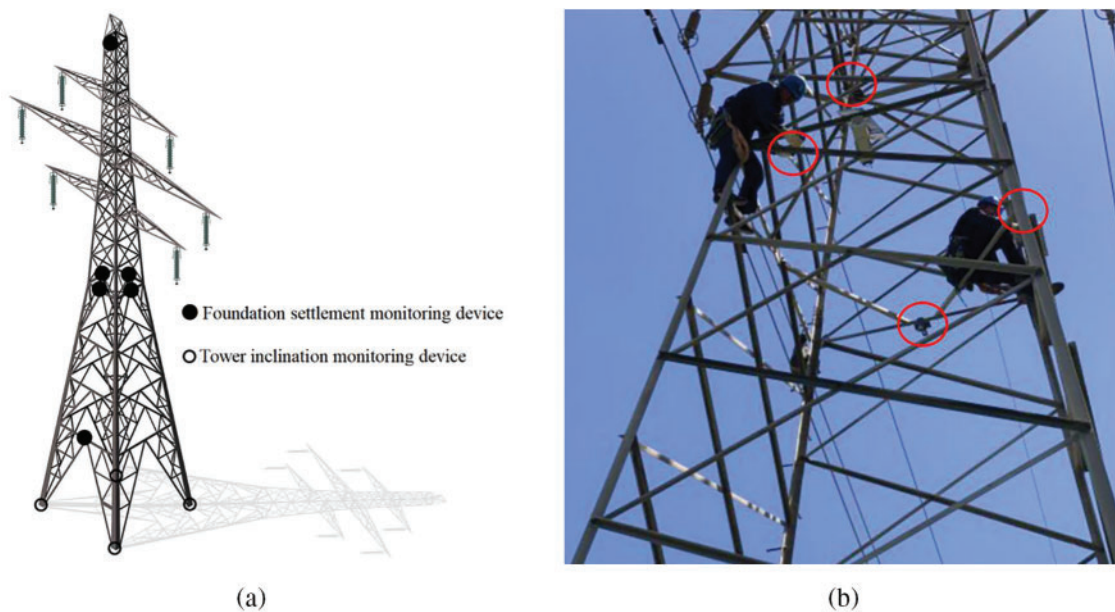 Foundation settlement monitoring device
Tower inclination monitoring device
(a)
(b)